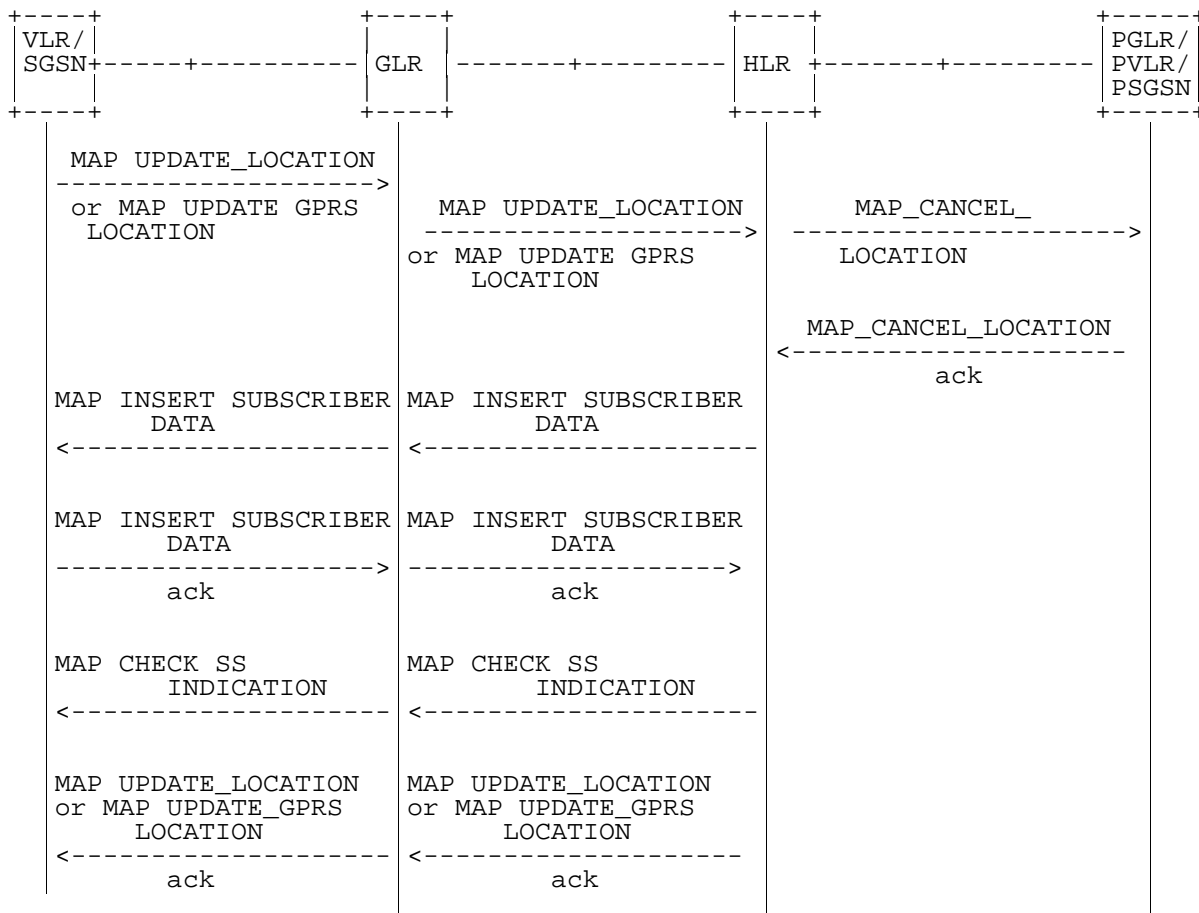 VLR/ PGLR/
SGSN GLR HLR PVLR/
PSGSN
MAP UPDATE_LOCATION
or MAP UPDATE GPRS MAP UPDATE_LOCATION MAP_CANCEL_
LOCATION
or MAP UPDATE GPRS LOCATION
LOCATION
MAP_CANCEL_LOCATION
ack
MAP INSERT SUBSCRIBER MAP INSERT SUBSCRIBER
DATA DATA
MAP INSERT SUBSCRIBER MAP INSERT SUBSCRIBER
DATA DATA
ack ack
MAP CHECK SS MAP CHECK SS
INDICATION INDICATION
MAP UPDATE_LOCATION MAP UPDATE_LOCATION
or MAP UPDATE_GPRS or MAP UPDATE_GPRS
LOCATION LOCATION
ack ack